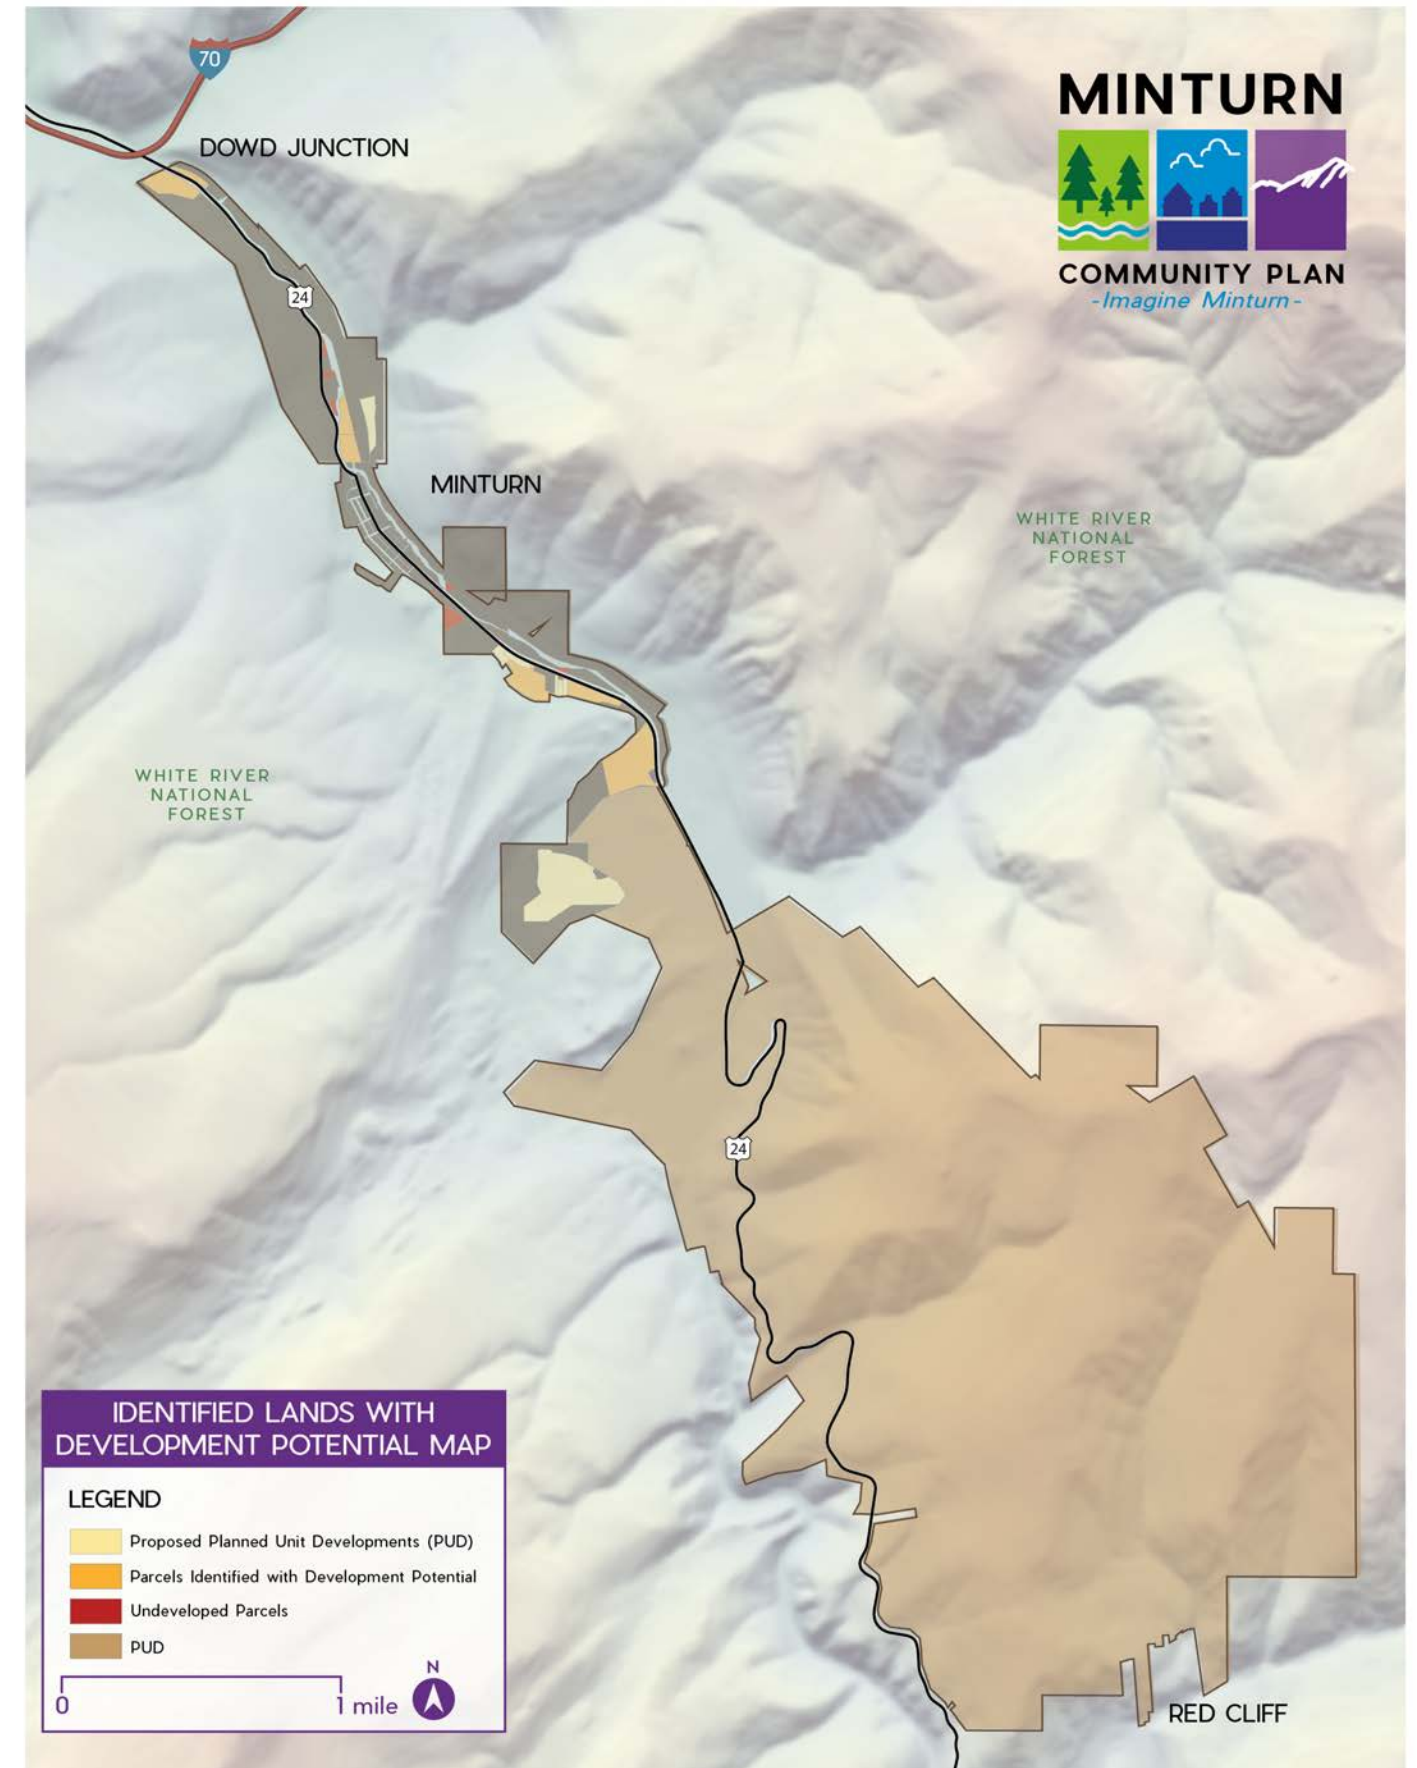 70
DOWD JUNCTION
MINTURN
COMMUNITY PLAN
-Imagine Minturn-
24
MINTURN
WHITE RIVER
NATIONAL
FOREST
WHITE RIVER
NATIONAL
FOREST
24
IDENTIFIED LANDS WITH
DEVELOPMENT POTENTIAL MAP
LEGEND
Proposed Planned Unit Developments (PUD)
Parcels Identified with Development Potential
Undeveloped Parcels
PUD
N
0 1 mile
RED CLIFF